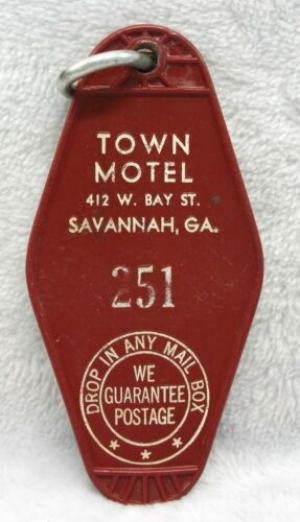 TOWN
MOTEL
412 W. BAY ST.
SAVANNAH, GA.
251
DROP IN ANY MAIL BOX
WE
GUARANTEE
POSTAGE